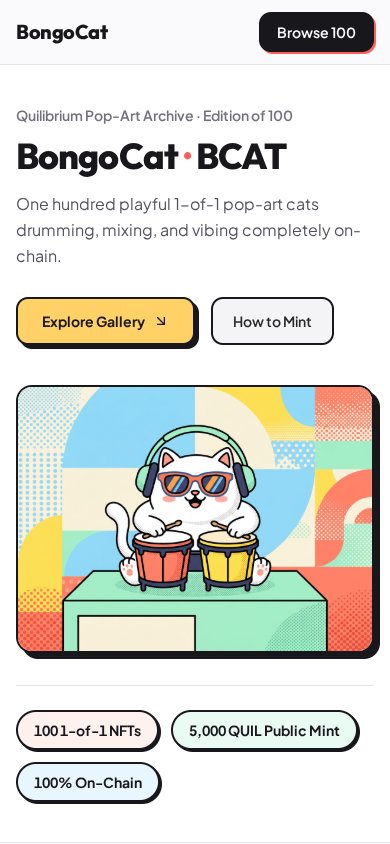 BongoCat
Browse 100
Quilibrium Pop-Art Archive · Edition of 100
BongoCat · BCAT
One hundred playful 1-of-1 pop-art cats
drumming, mixing, and vibing completely on-
chain.
Explore Gallery
How to Mint
100 1-of-1 NFTs
5,000 QUIL Public Mint
100% On-Chain